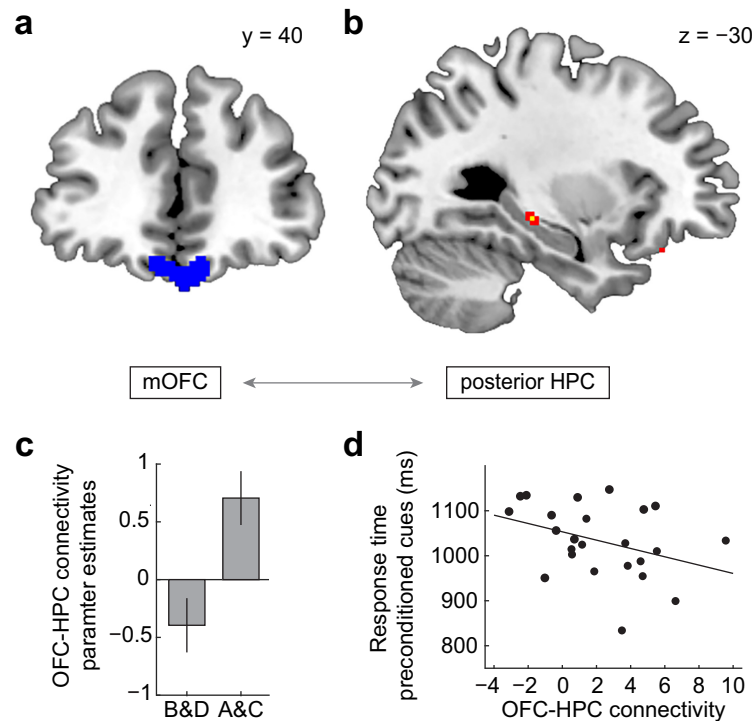 a
y = 40
b
z = −30
mOFC
posterior HPC
c
OFC-HPC connectivity
paramter estimates
1
0.5
0
−0.5
−1
B&D
A&C
d
Response time
preconditioned cues (ms)
1100
1000
900
800
−4 −2 0 2 4 6 8 10
OFC-HPC connectivity